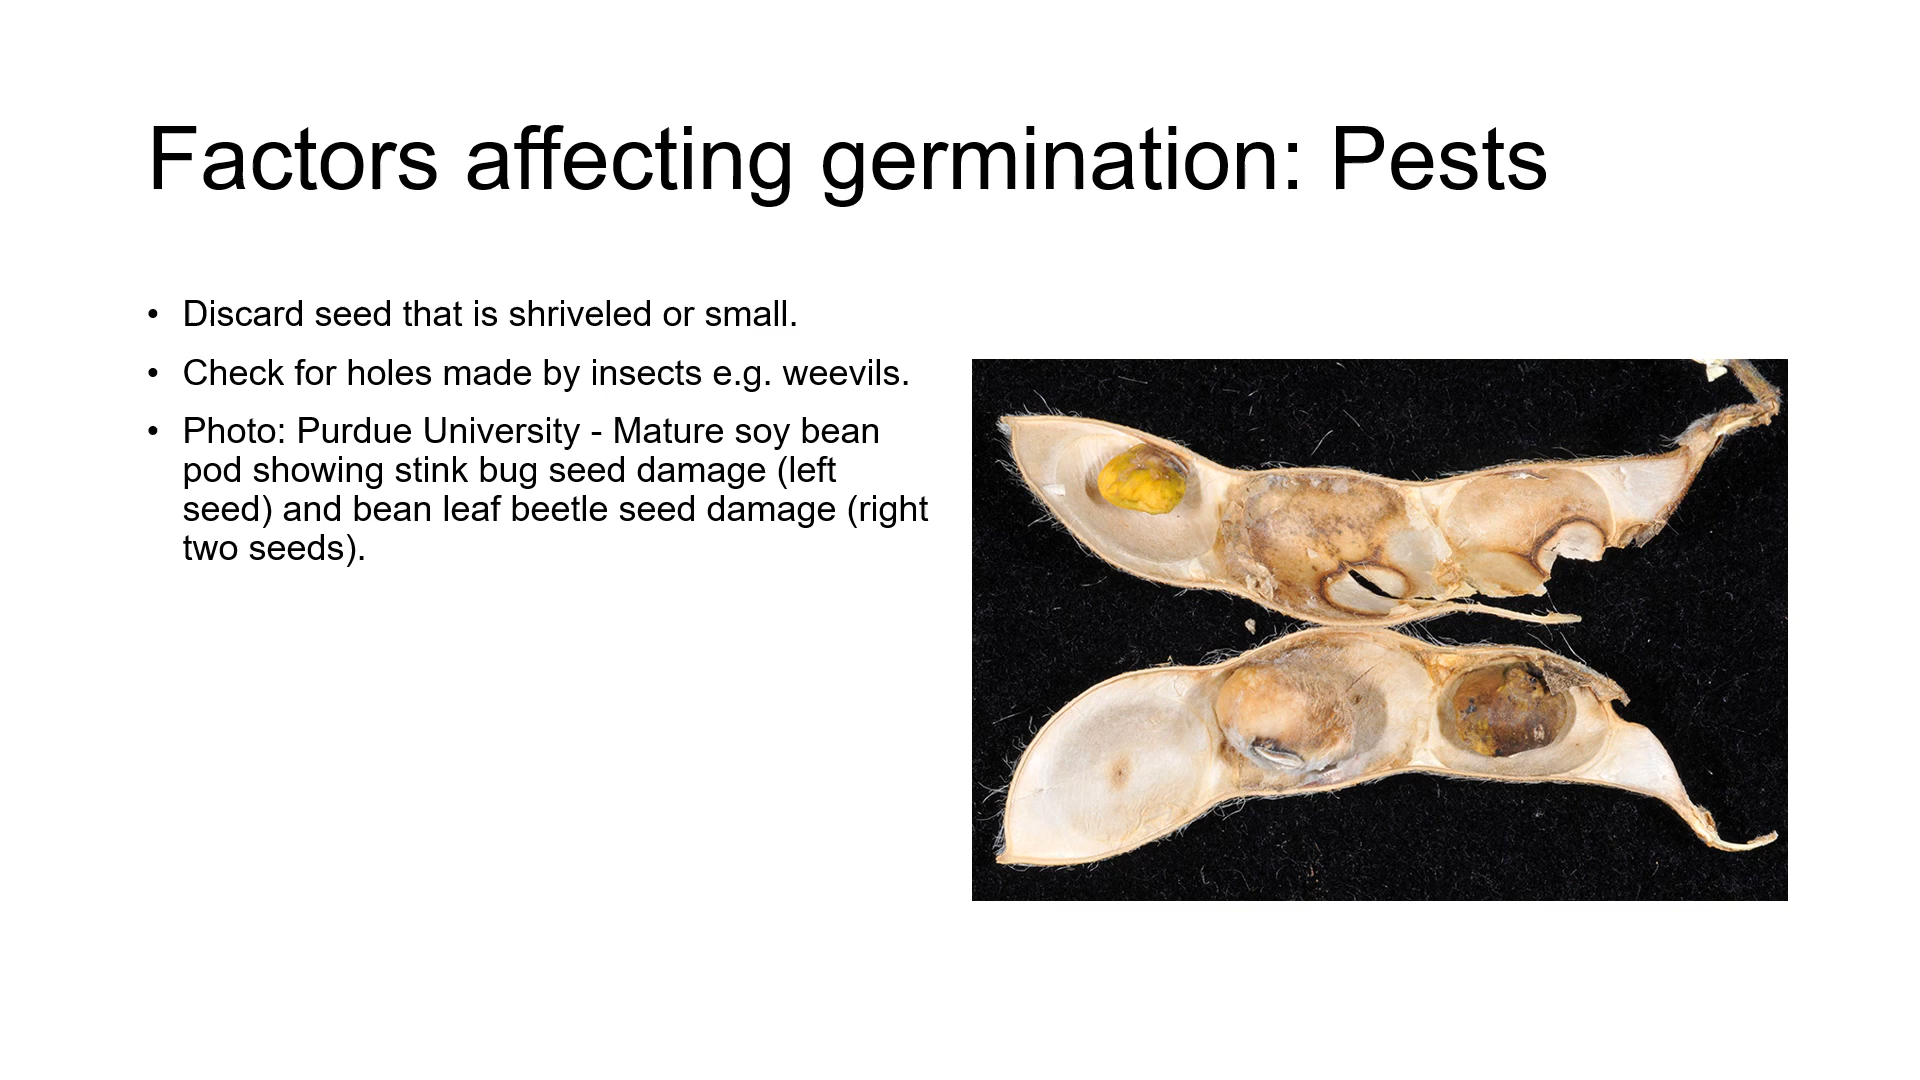 Factors affecting germination: Pests
• Discard seed that is shriveled or small.
• Check for holes made by insects e.g. weevils.
• Photo: Purdue University - Mature soy bean
pod showing stink bug seed damage (left
seed) and bean leaf beetle seed damage (right
two seeds).